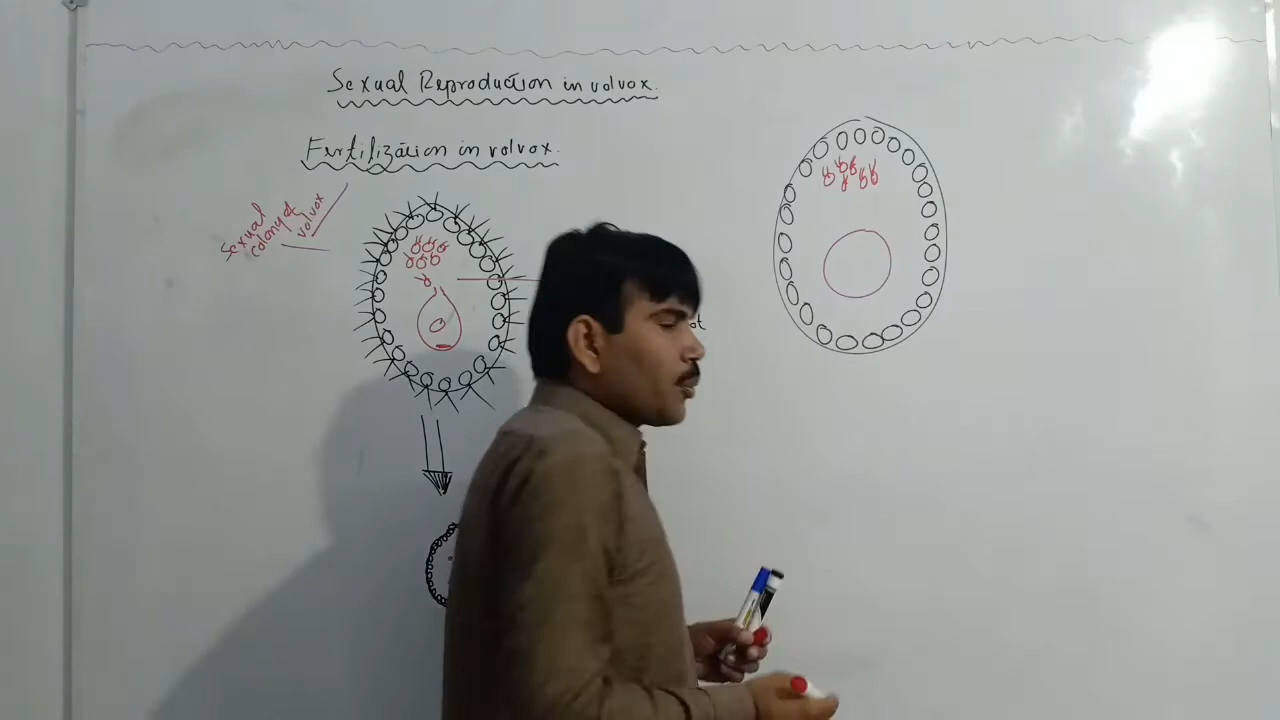 Sexual Reproduction in volvox.
Fertilization in volvox.
Sexual
colony of
volvox